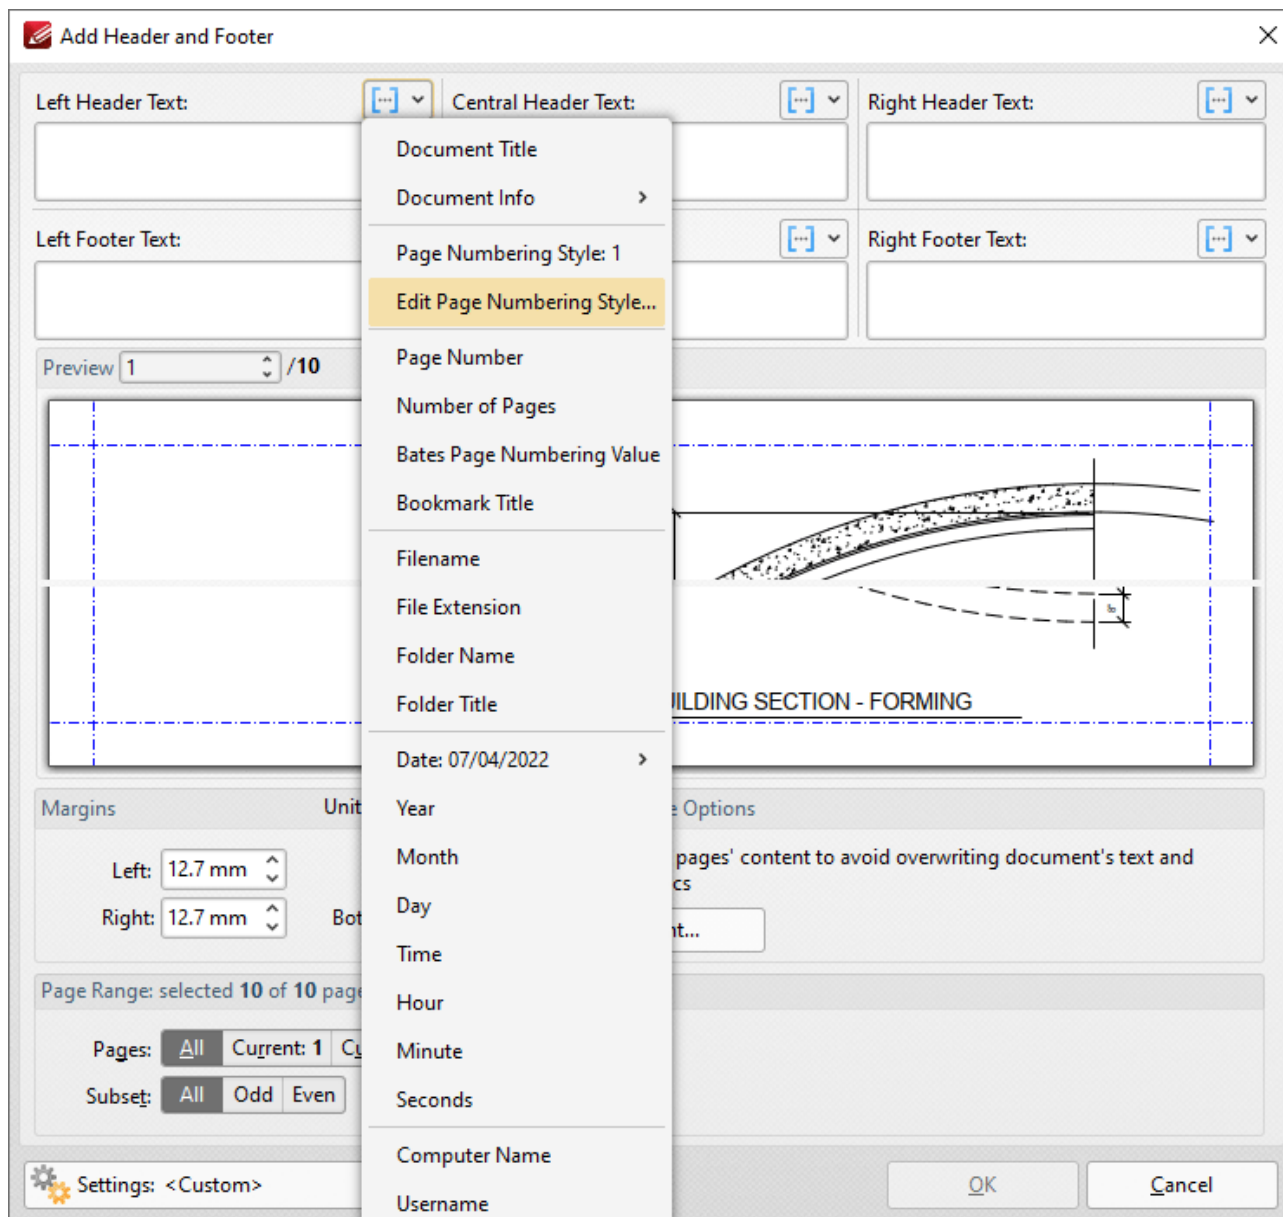 Add Header and Footer
Left Header Text:
Central Header Text:
Right Header Text:
Document Title
Document Info
Left Footer Text:
Right Footer Text:
Page Numbering Style: 1
Edit Page Numbering Style...
Preview 1 /10
Page Number
Number of Pages
Bates Page Numbering Value
Bookmark Title
Filename
File Extension
Folder Name
Folder Title
ILDING SECTION - FORMING
Date: 07/04/2022
Margins
Unit
Options
Year
Month
pages' content to avoid overwriting document's text and
cs
Left: 12.7 mm
Right: 12.7 mm
Bot
nt...
Day
Time
Page Range: selected 10 of 10 page
Hour
Pages: All Current: 1 Cu
Minute
Subset: All Odd Even
Seconds
Computer Name
Settings: <Custom>
OK
Cancel
Username